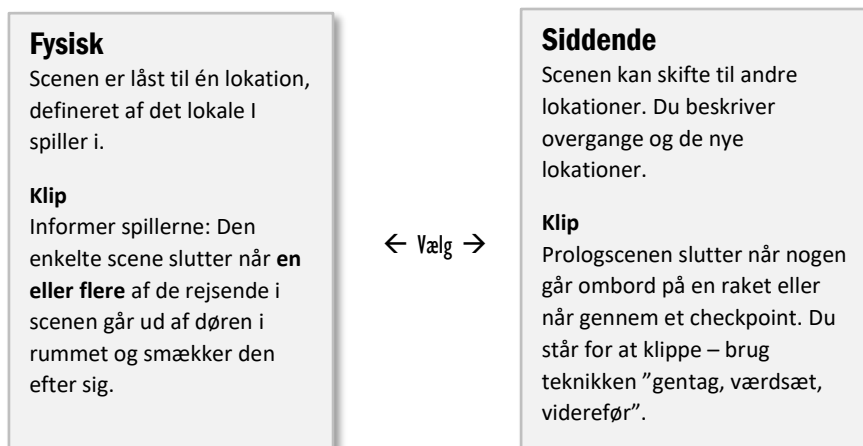 Fysisk
Scenen er låst til én lokation,
defineret af det lokale I
spiller i.
Klip
Informer spillerne: Den
enkelte scene slutter når en
eller flere af de rejsende i
scenen går ud af døren i
rummet og smækker den
efter sig.
← Vælg →
Siddende
Scenen kan skifte til andre
lokationer. Du beskriver
overgange og de nye
lokationer.
Klip
Prologscenen slutter når nogen
går ombord på en raket eller
når gennem et checkpoint. Du
står for at klippe – brug
teknikken ”gentag, værdsæt,
viderefør”.